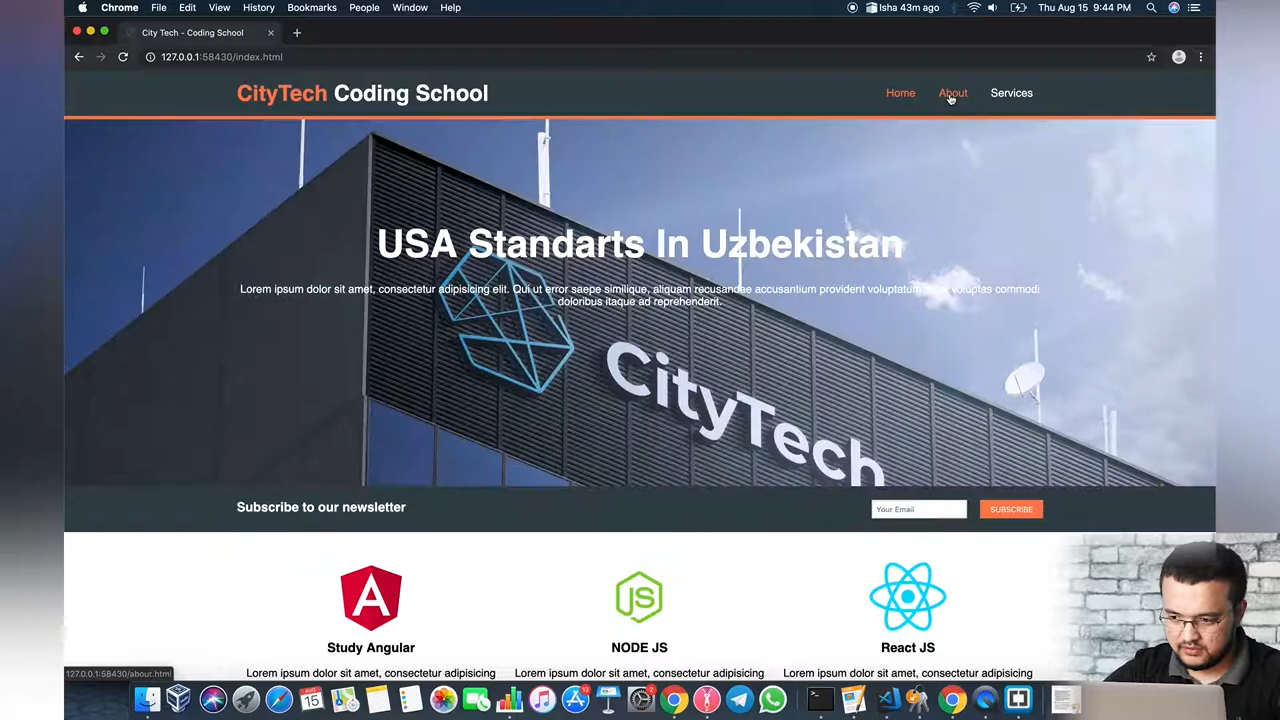 Chrome File Edit View History Bookmarks People Window Help
Isha 43m ago Thu Aug 15 9:44 PM
City Tech - Coding School
127.0.0.1:58430/index.html
CityTech Coding School
Home About Services
USA Standarts In Uzbekistan
Lorem ipsum dolor sit amet, consectetur adipisicing elit. Qui ut error saepe similique, aliquam recusandae accusantium provident voluptatum voluptas commodi
doloribus itaque ad reprehenderit.
CityTech
Subscribe to our newsletter
Your Email
SUBSCRIBE
Study Angular
NODE JS
React JS
Lorem ipsum dolor sit amet, consectetur adipisicing
Lorem ipsum dolor sit amet, consectetur adipisicing
Lorem ipsum dolor sit amet, consectetur adipisicing
127.0.0.1:58430/abour.html